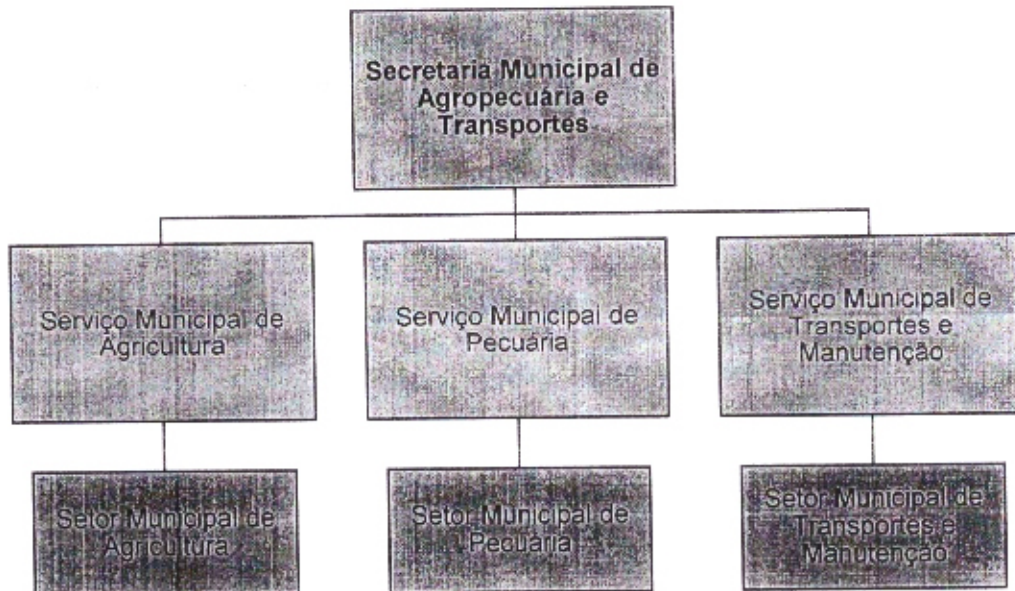 Secretaria Municipal de
Agropecuária e
Transportes
Serviço Municipal de
Agricultura
Serviço Municipal de
Pecuária
Serviço Municipal de
Transportes e
Manutenção
Setor Municipal de
Agricultura
Setor Municipal de
Pecuária
Setor Municipal de
Transportes e
Manutenção